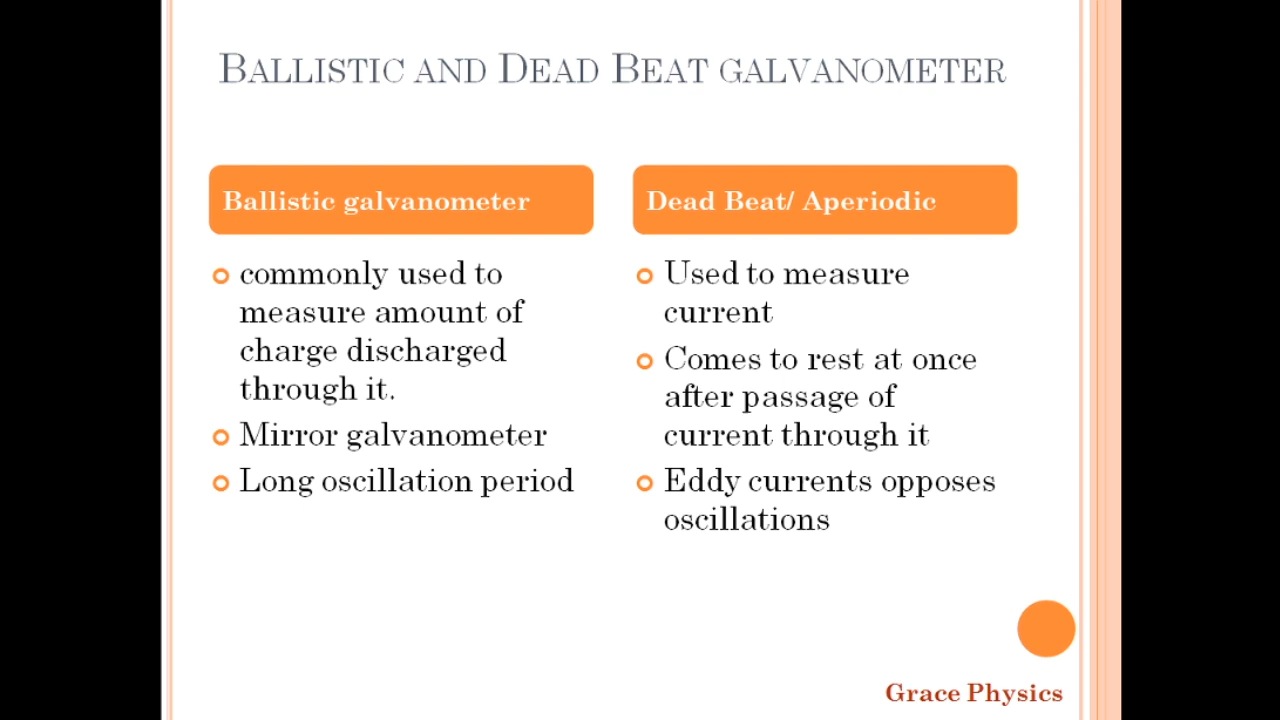 BALLISTIC AND DEAD BEAT GALVANOMETER
Ballistic galvanometer
commonly used to
measure amount of
charge discharged
through it.
Mirror galvanometer
Long oscillation period
Dead Beat/ Aperiodic
Used to measure
current
Comes to rest at once
after passage of
current through it
Eddy currents opposes
oscillations
Grace Physics